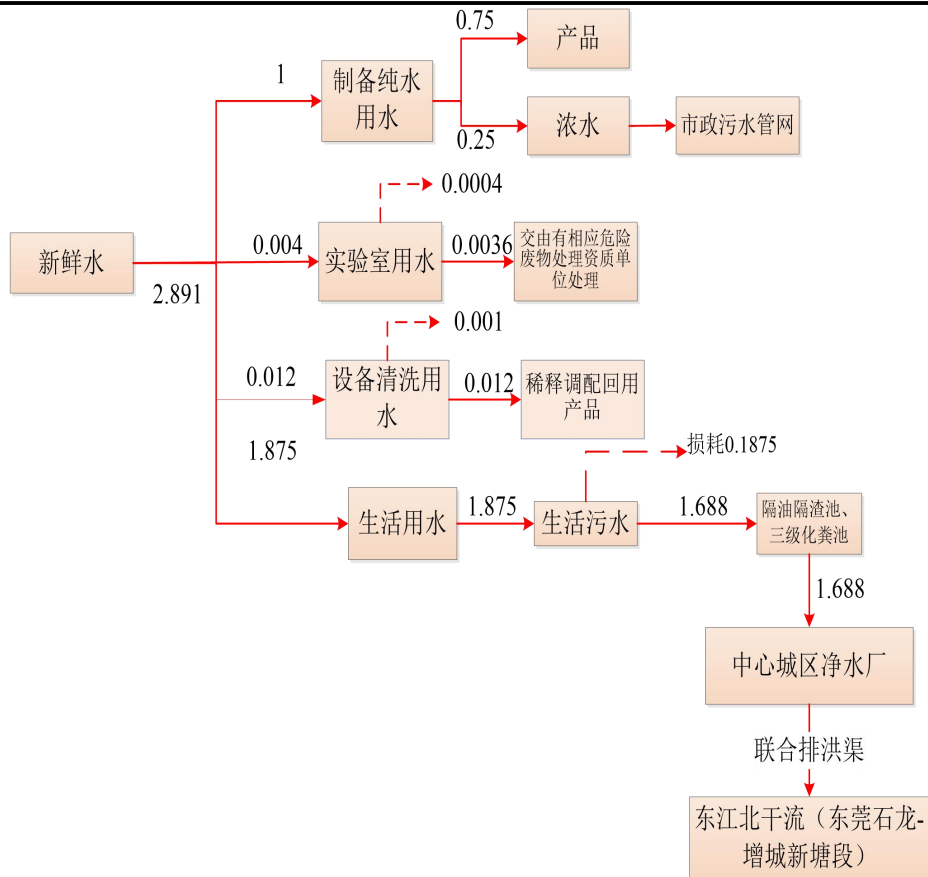 0.75
产品
1
制备纯水
用水
0.25
浓水
市政污水管网
0.0004
新鲜水
2.891
0.004
实验室用水
0.0036
交由有相应危险
废物处理资质单
位处理
0.001
0.012
设备清洗用
水
0.012
稀释调配回用
产品
1.875
损耗0.1875
生活用水
1.875
生活污水
1.688
隔油隔渣池、
三级化粪池
1.688
中心城区净水厂
联合排洪渠
东江北干流（东莞石龙-
增城新塘段）